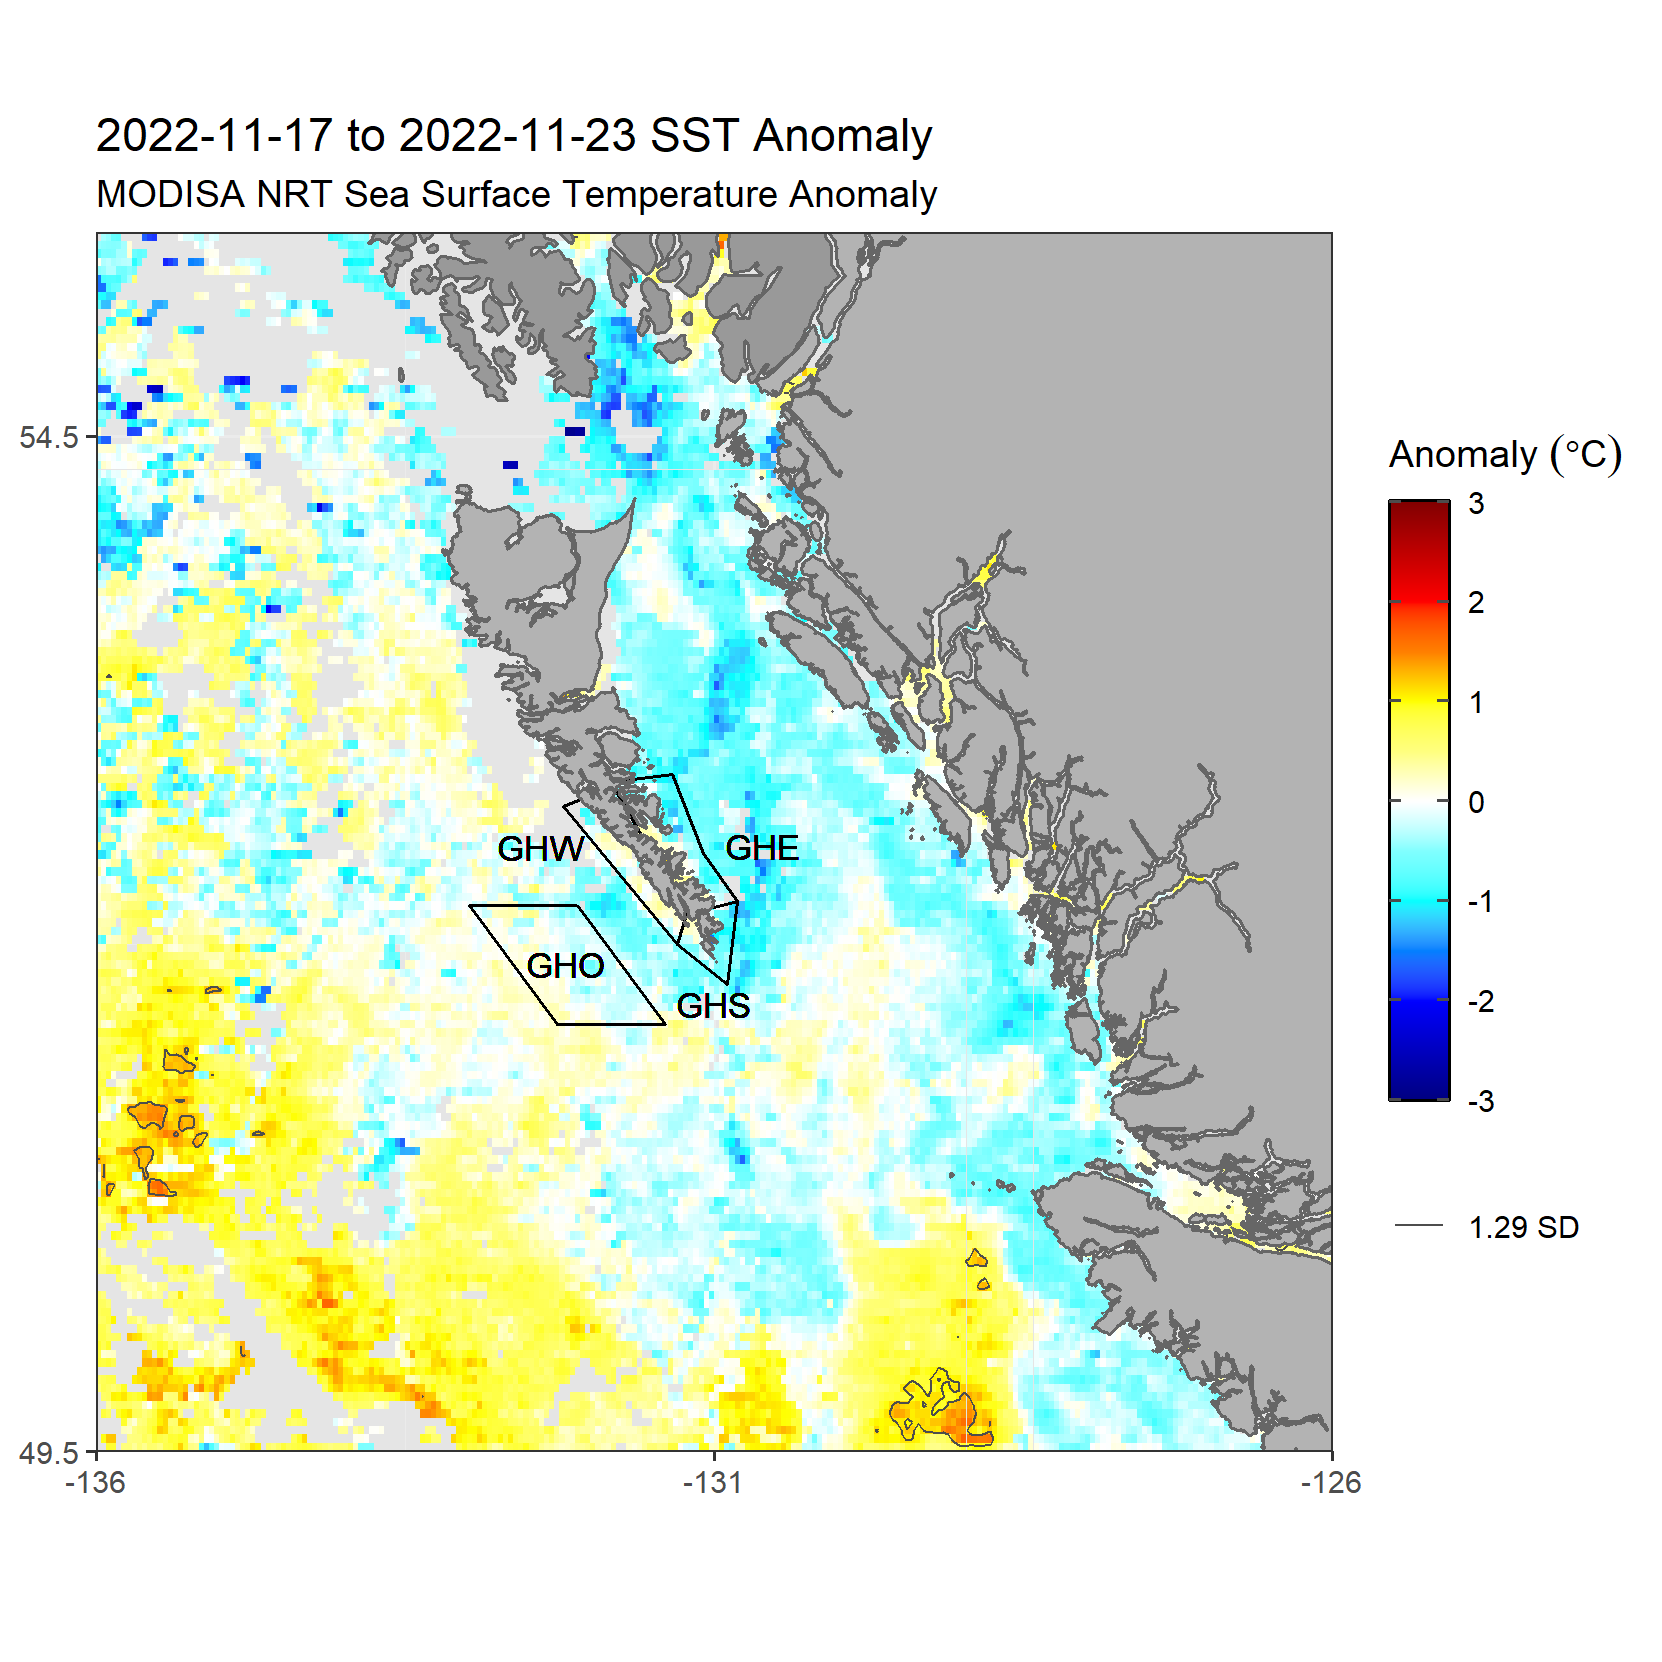 2022-11-17 to 2022-11-23 SST Anomaly
MODISA NRT Sea Surface Temperature Anomaly
54.5
49.5
-136
-131
-126
GHW
GHE
GHO
GHS
Anomaly (°C)
3
2
1
0
-1
-2
-3
1.29 SD